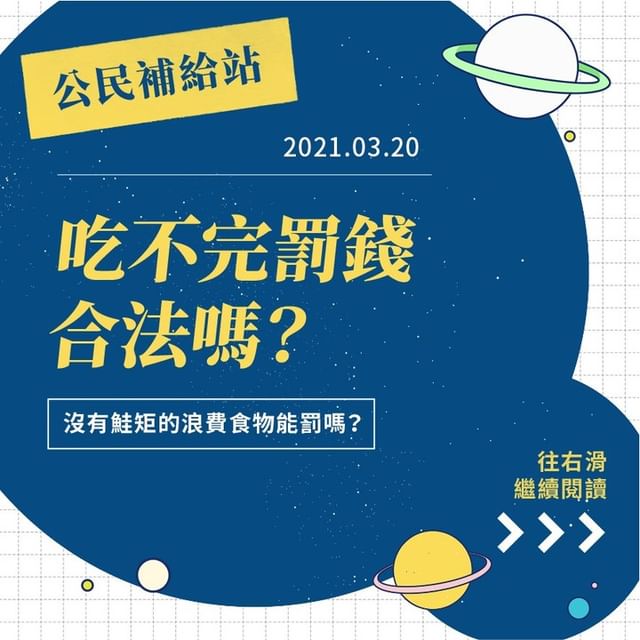 公民補給站
2021.03.20
吃不完罰錢
合法嗎？
沒有鮭矩的浪費食物能罰嗎？
往右滑
繼續閱讀